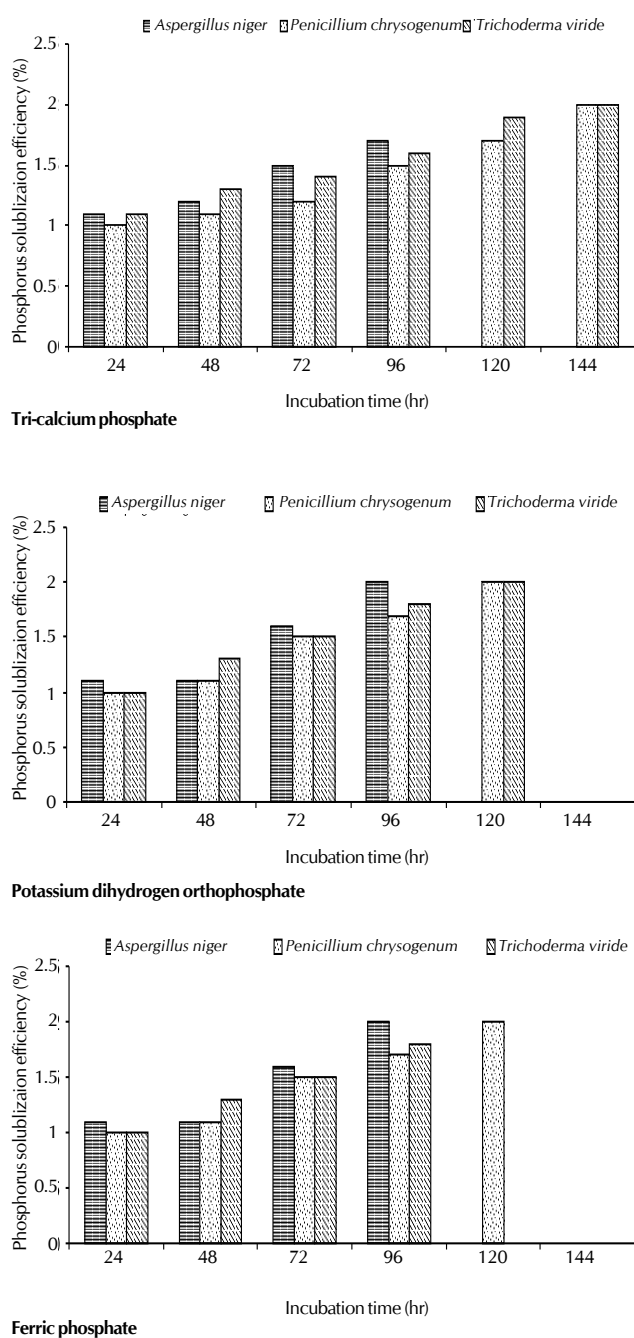 Aspergillus niger Penicillium chrysogenum Trichoderma viride
Phosphorus solublizaion efficiency (%)
2.5
2
1.5
1
0.5
0
24 48 72 96 120 144
Incubation time (hr)
Tri-calcium phosphate
Aspergillus niger Penicillium chrysogenum Trichoderma viride
Phosphorus solublizaion efficiency (%)
2.5
2
1.5
1
0.5
0
24 48 72 96 120 144
Incubation time (hr)
Potassium dihydrogen orthophosphate
Aspergillus niger Penicillium chrysogenum Trichoderma viride
Phosphorus solublizaion efficiency (%)
2.5
2
1.5
1
0.5
0
24 48 72 96 120 144
Incubation time (hr)
Ferric phosphate